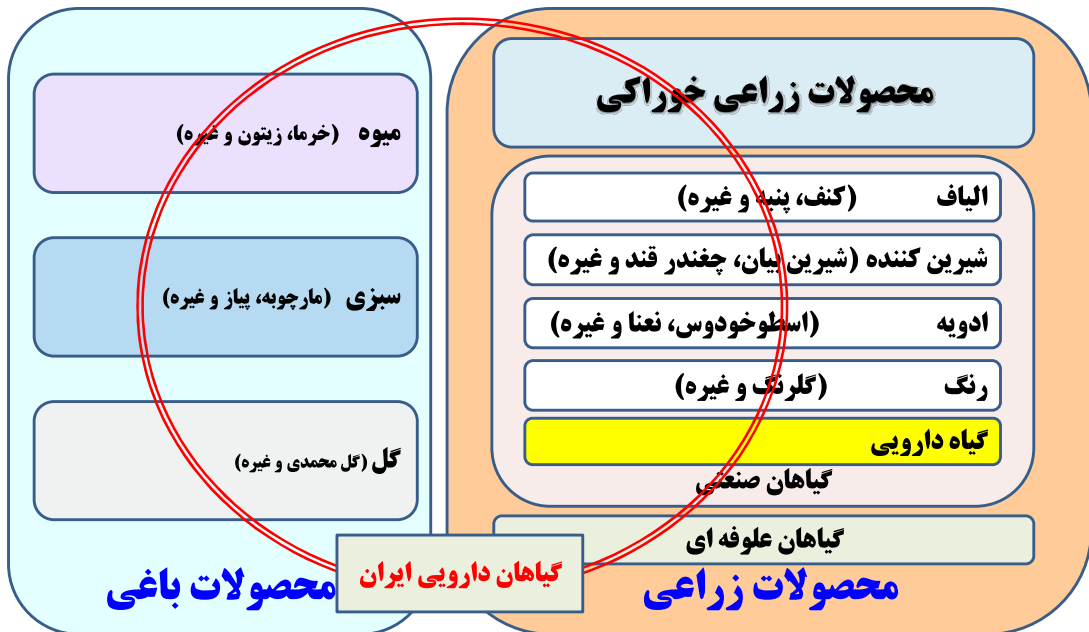 محصولات زراعی خوراکی
الیاف (کنف، پنبه و غیره)
شیرین کننده (شیرین بیان، چغندر قند و غیره)
ادویه (اسطوخودوس، نعنا و غیره)
رنگ (گلرنگ و غیره)
گیاه دارویی
گیاهان صنعتی
گیاهان علوفه ای
محصولات زراعی
میوه (خرما، زیتون و غیره)
سبزی (مارچوبه، پیاز و غیره)
گل (گل محمدی و غیره)
محصولات باغی
گیاهان دارویی ایران